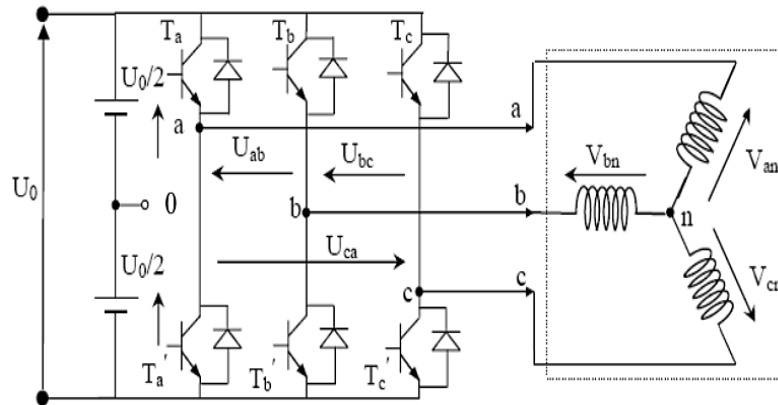 Ta
Tb
Tc
U0/2
a
a
Uab
Ubc
Vbn
Van
U0
0
b
b
n
U0/2
Uca
c
c
Vcn
Ta'
Tb'
Tc'